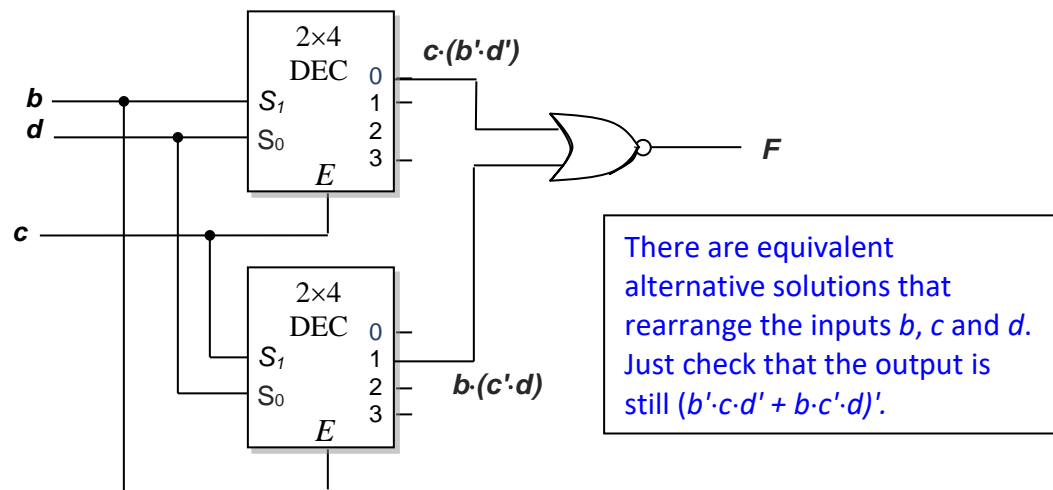 2×4
DEC
c·(b'·d')
0
b
S1
1
d
S0
2
3
F
E
c
There are equivalent
alternative solutions that
rearrange the inputs b, c and d.
Just check that the output is
still (b'·c·d' + b·c'·d)'.
2×4
DEC
0
S1
1
b·(c'·d)
S0
2
3
E